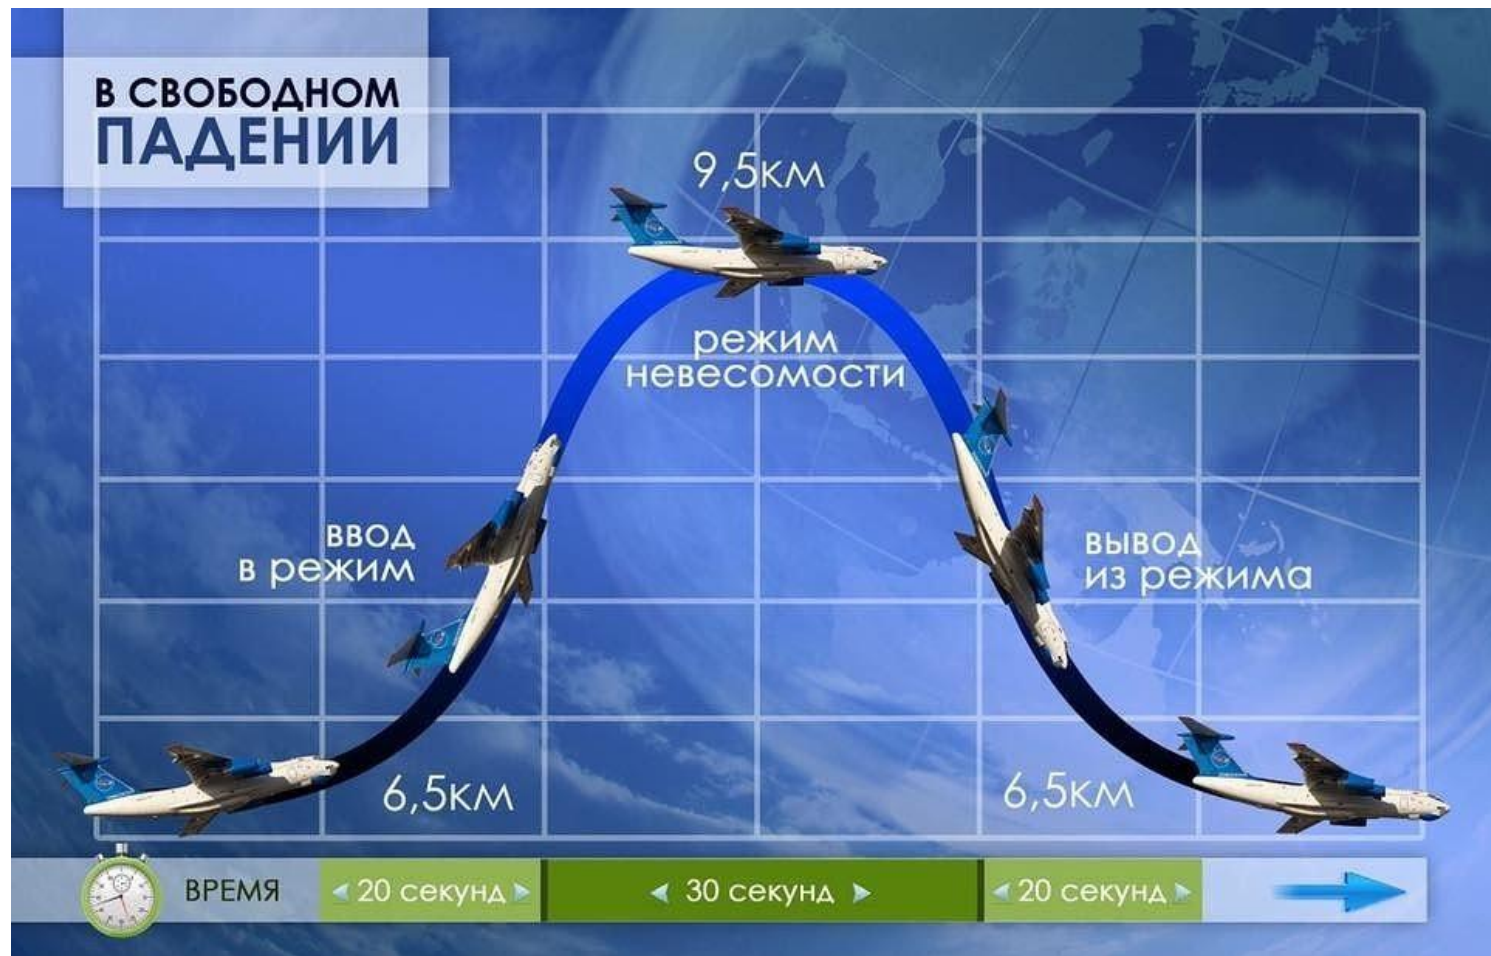 В СВОБОДНОМ
ПАДЕНИИ
9,5км
режим
невесомости
ввод
в режим
вывод
из режима
6,5км
6,5км
ВРЕМЯ
20 секунд
30 секунд
20 секунд